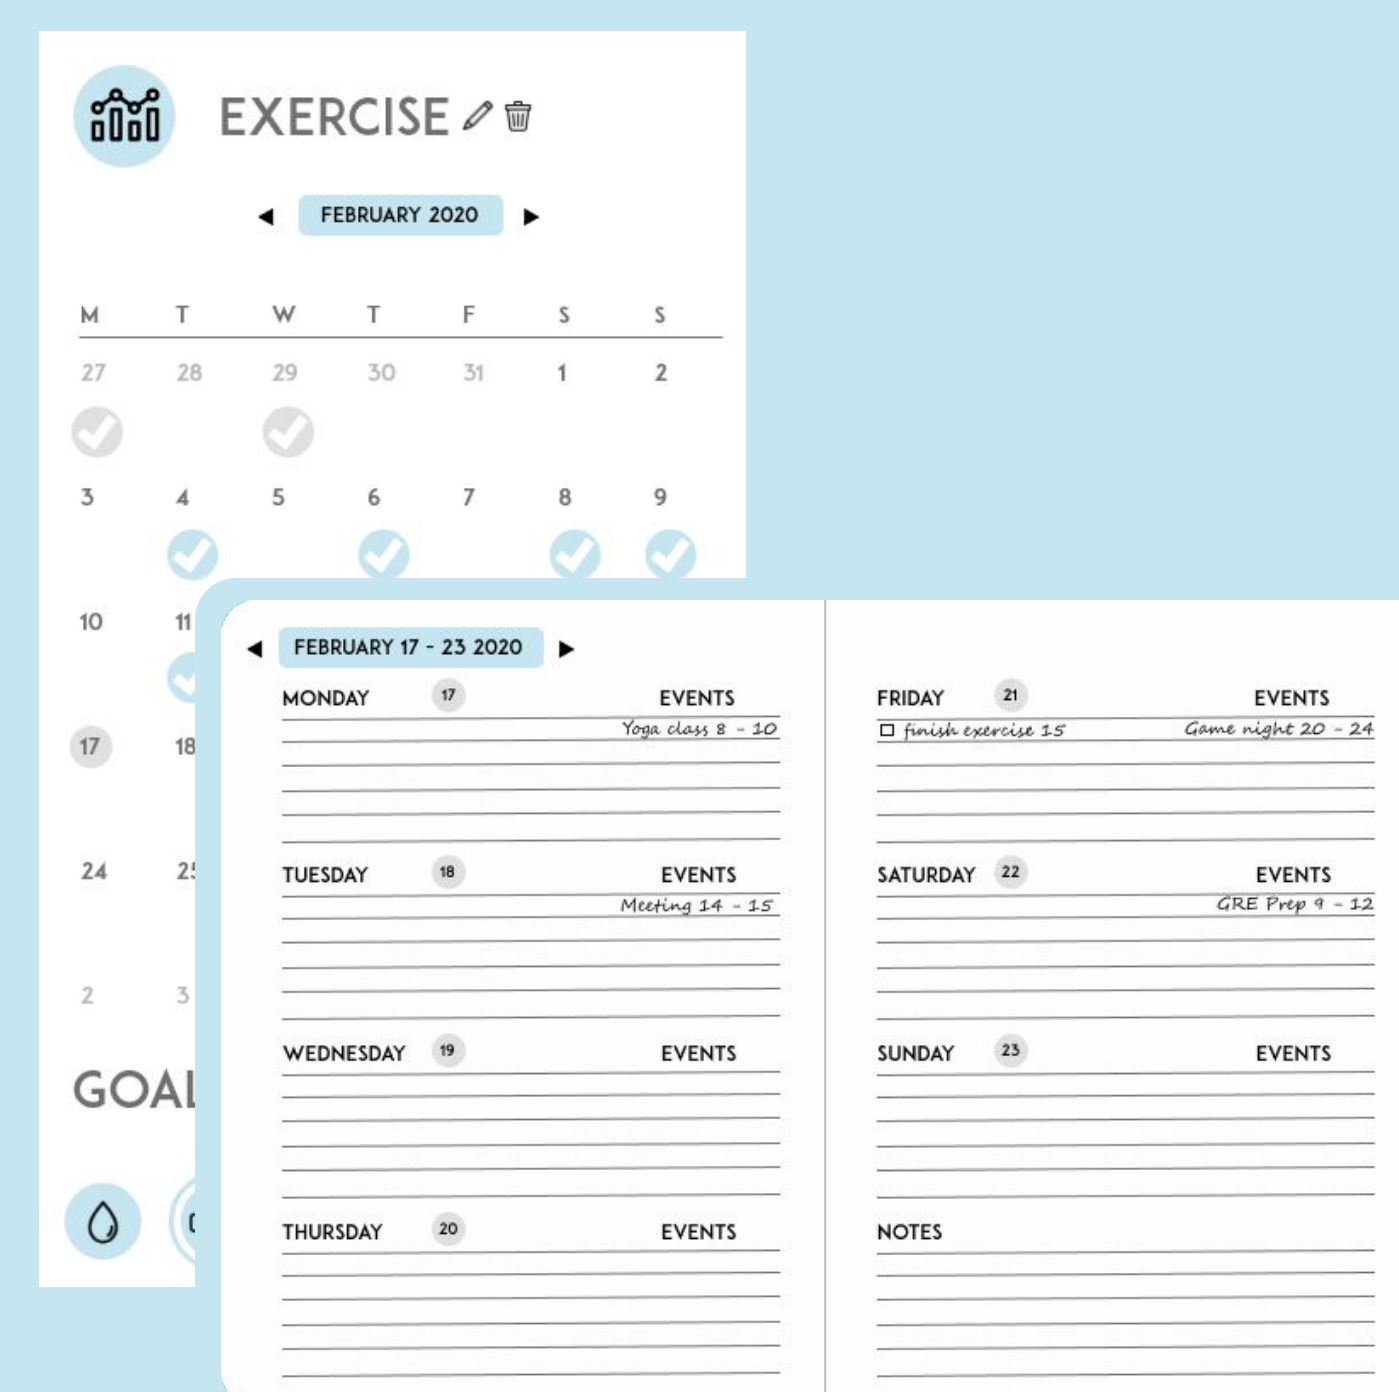 EXERCISE
FEBRUARY 2020
M T W T F S S
27 28 29 30 31 1 2
3 4 5 6 7 8 9
10 11
17 18
24
2 3
FEBRUARY 17 - 23 2020
MONDAY 17 EVENTS
Yoga class 8 - 10
TUESDAY 18 EVENTS
Meeting 14 - 15
WEDNESDAY 19 EVENTS
THURSDAY 20 EVENTS
FRIDAY 21 EVENTS
finish exercise 15 Game night 20 - 24
SATURDAY 22 EVENTS
GRE Prep 9 - 12
SUNDAY 23 EVENTS
NOTES